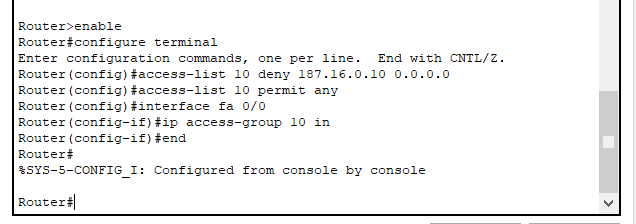 Router>enable
Router#configure terminal
Enter configuration commands, one per line.  End with CNTL/Z.
Router(config)#access-list 10 deny 187.16.0.10 0.0.0.0
Router(config)#access-list 10 permit any
Router(config)#interface fa 0/0
Router(config-if)#ip access-group 10 in
Router(config-if)#end
Router#
%SYS-5-CONFIG_I: Configured from console by console
Router#